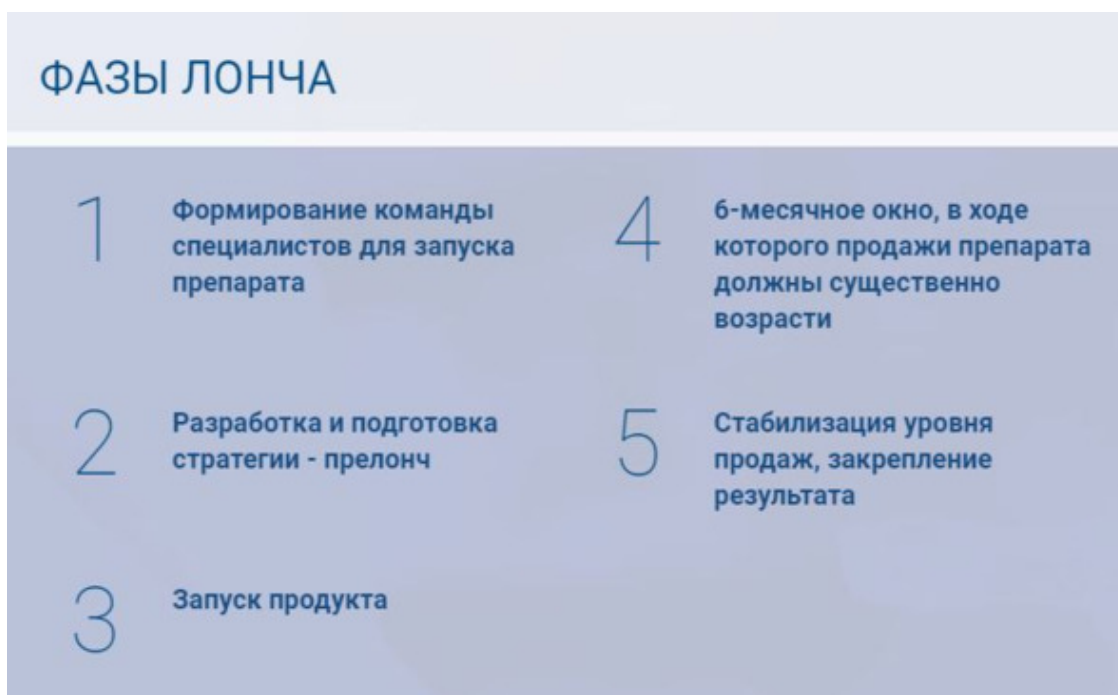 ФАЗЫ ЛОНЧА
1
Формирование команды
специалистов для запуска
препарата
2
Разработка и подготовка
стратегии - прелонч
3
Запуск продукта
4
6-месячное окно, в ходе
которого продажи препарата
должны существенно
возрасти
5
Стабилизация уровня
продаж, закрепление
результата